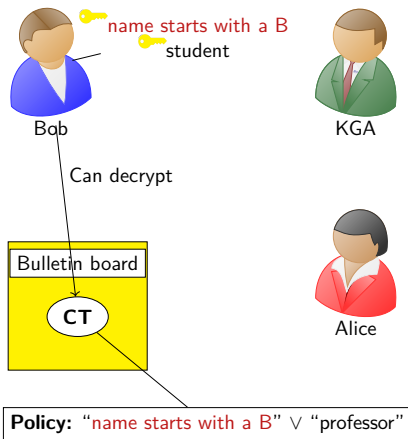 name starts with a B
student
Bob
KGA
Can decrypt
Bulletin board
CT
Alice
Policy: “name starts with a B” ∨ “professor”